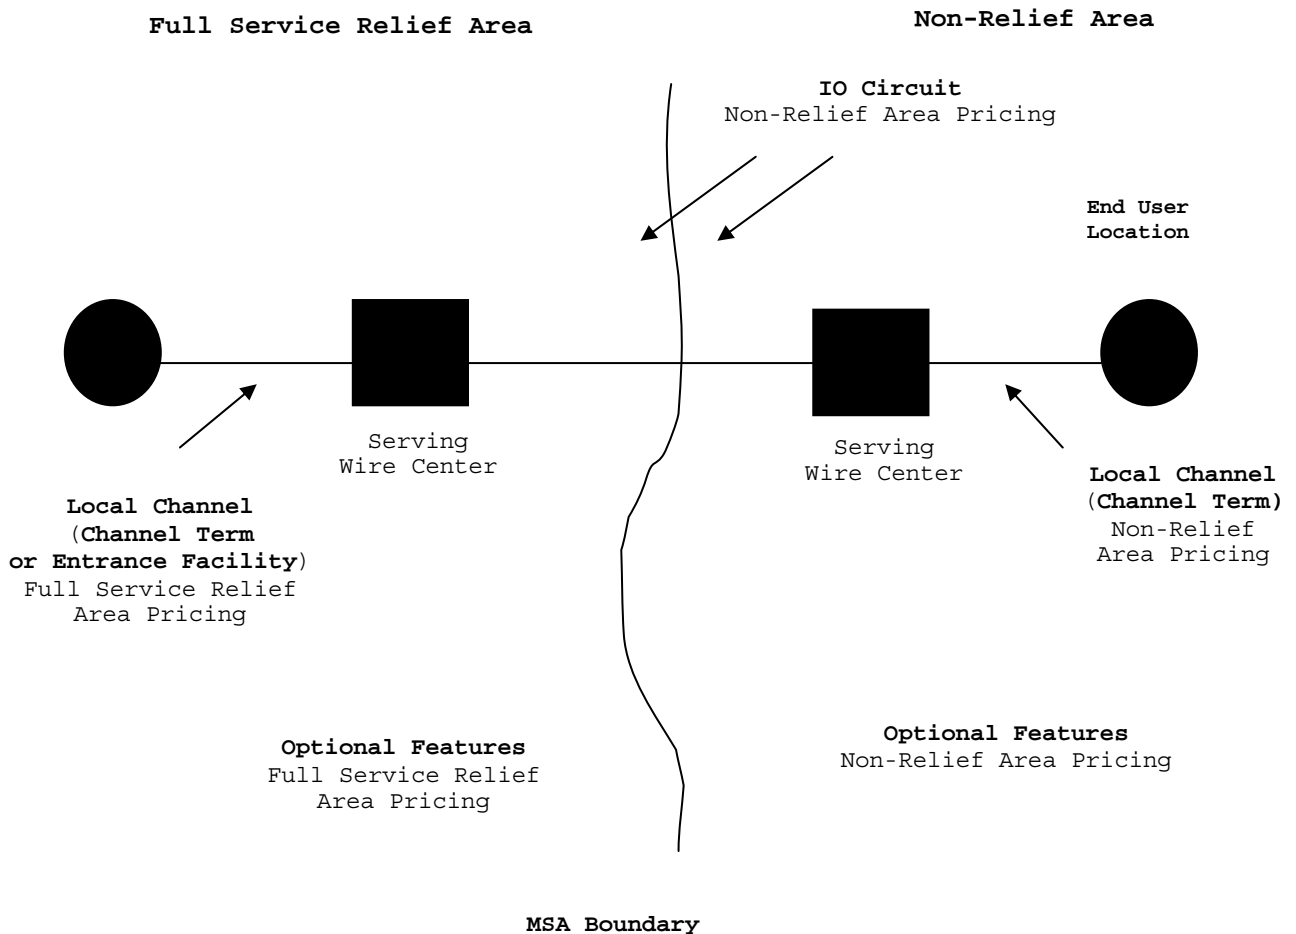 Full Service Relief Area
Non-Relief Area
IO Circuit
Non-Relief Area Pricing
End User
Location
Serving
Wire Center
Serving
Wire Center
Local Channel
(Channel Term
or Entrance Facility)
Full Service Relief
Area Pricing
Local Channel
(Channel Term)
Non-Relief
Area Pricing
Optional Features
Full Service Relief
Area Pricing
Optional Features
Non-Relief Area Pricing
MSA Boundary